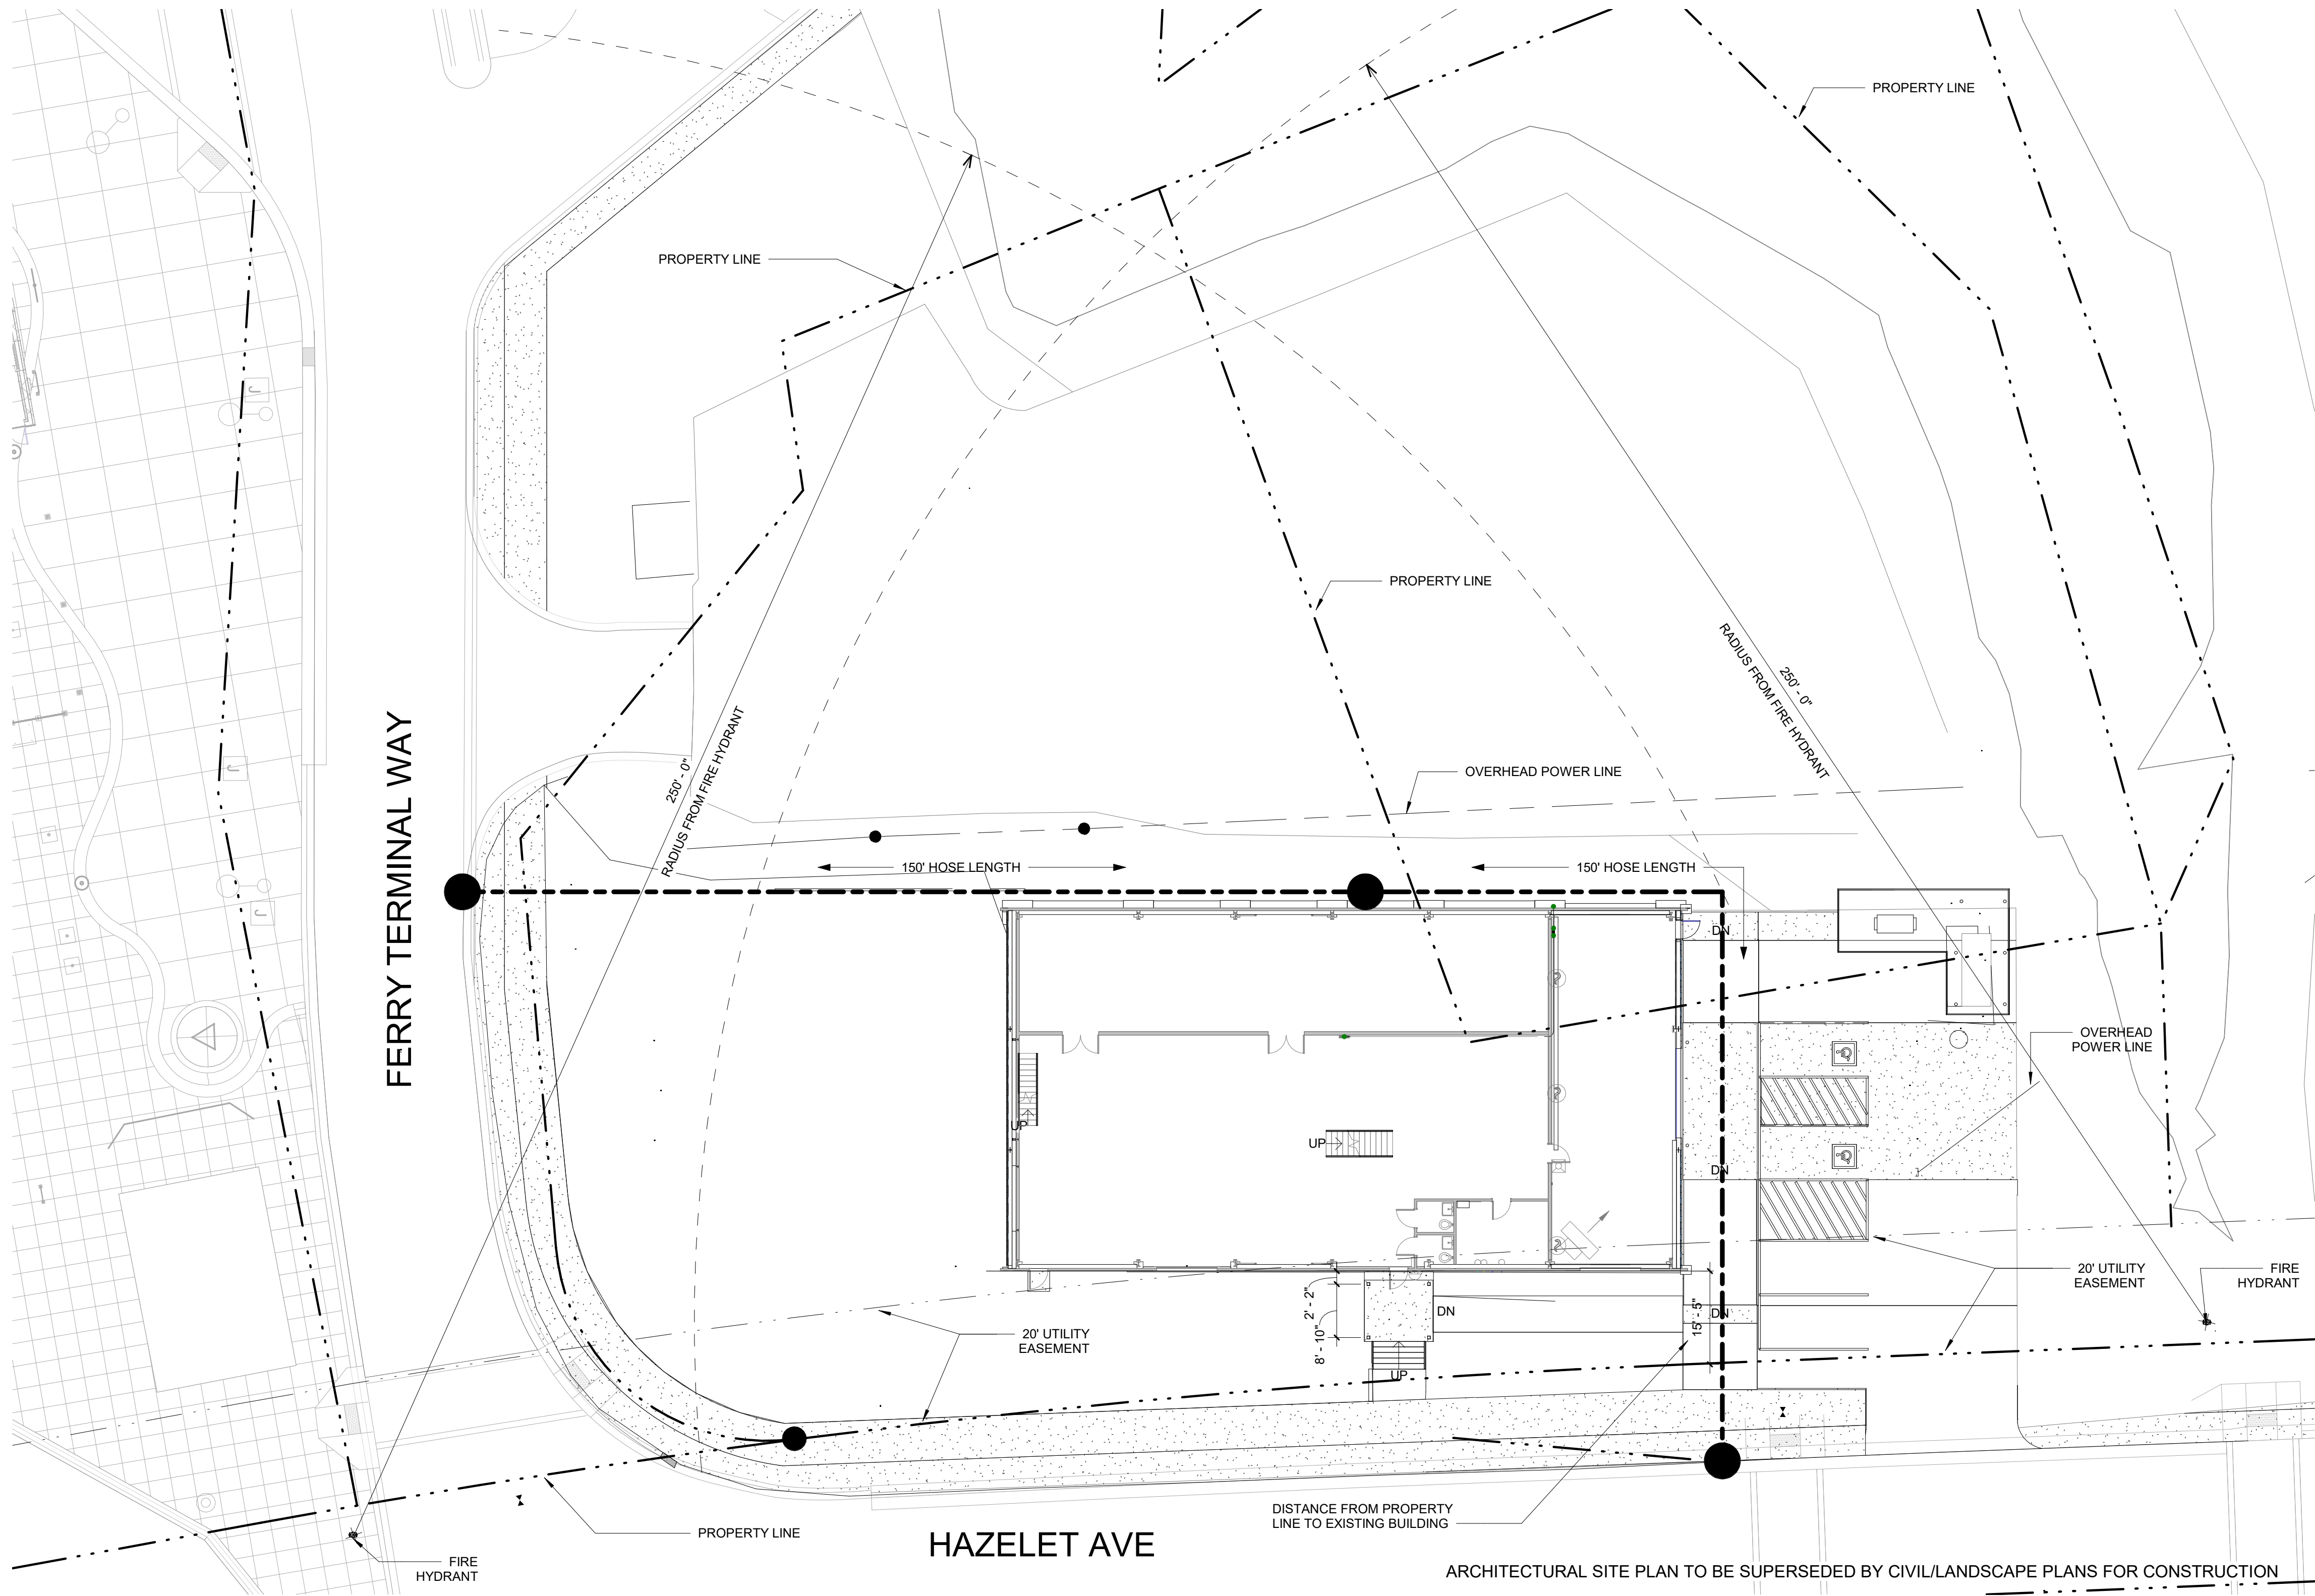 PROPERTY LINE
PROPERTY LINE
PROPERTY LINE
250' - 0"
RADIUS FROM FIRE HYDRANT
250' - 0"
RADIUS FROM FIRE HYDRANT
OVERHEAD POWER LINE
FERRY TERMINAL WAY
150' HOSE LENGTH
150' HOSE LENGTH
DN
OVERHEAD
POWER LINE
UP
UP
DN
20' UTILITY
EASEMENT
FIRE
HYDRANT
2' - 2"
8' - 10"
DN
15' - 5"
DN
20' UTILITY
EASEMENT
UP
DISTANCE FROM PROPERTY
LINE TO EXISTING BUILDING
PROPERTY LINE
HAZELET AVE
FIRE
HYDRANT
ARCHITECTURAL SITE PLAN TO BE SUPERSEDED BY CIVIL/LANDSCAPE PLANS FOR CONSTRUCTION